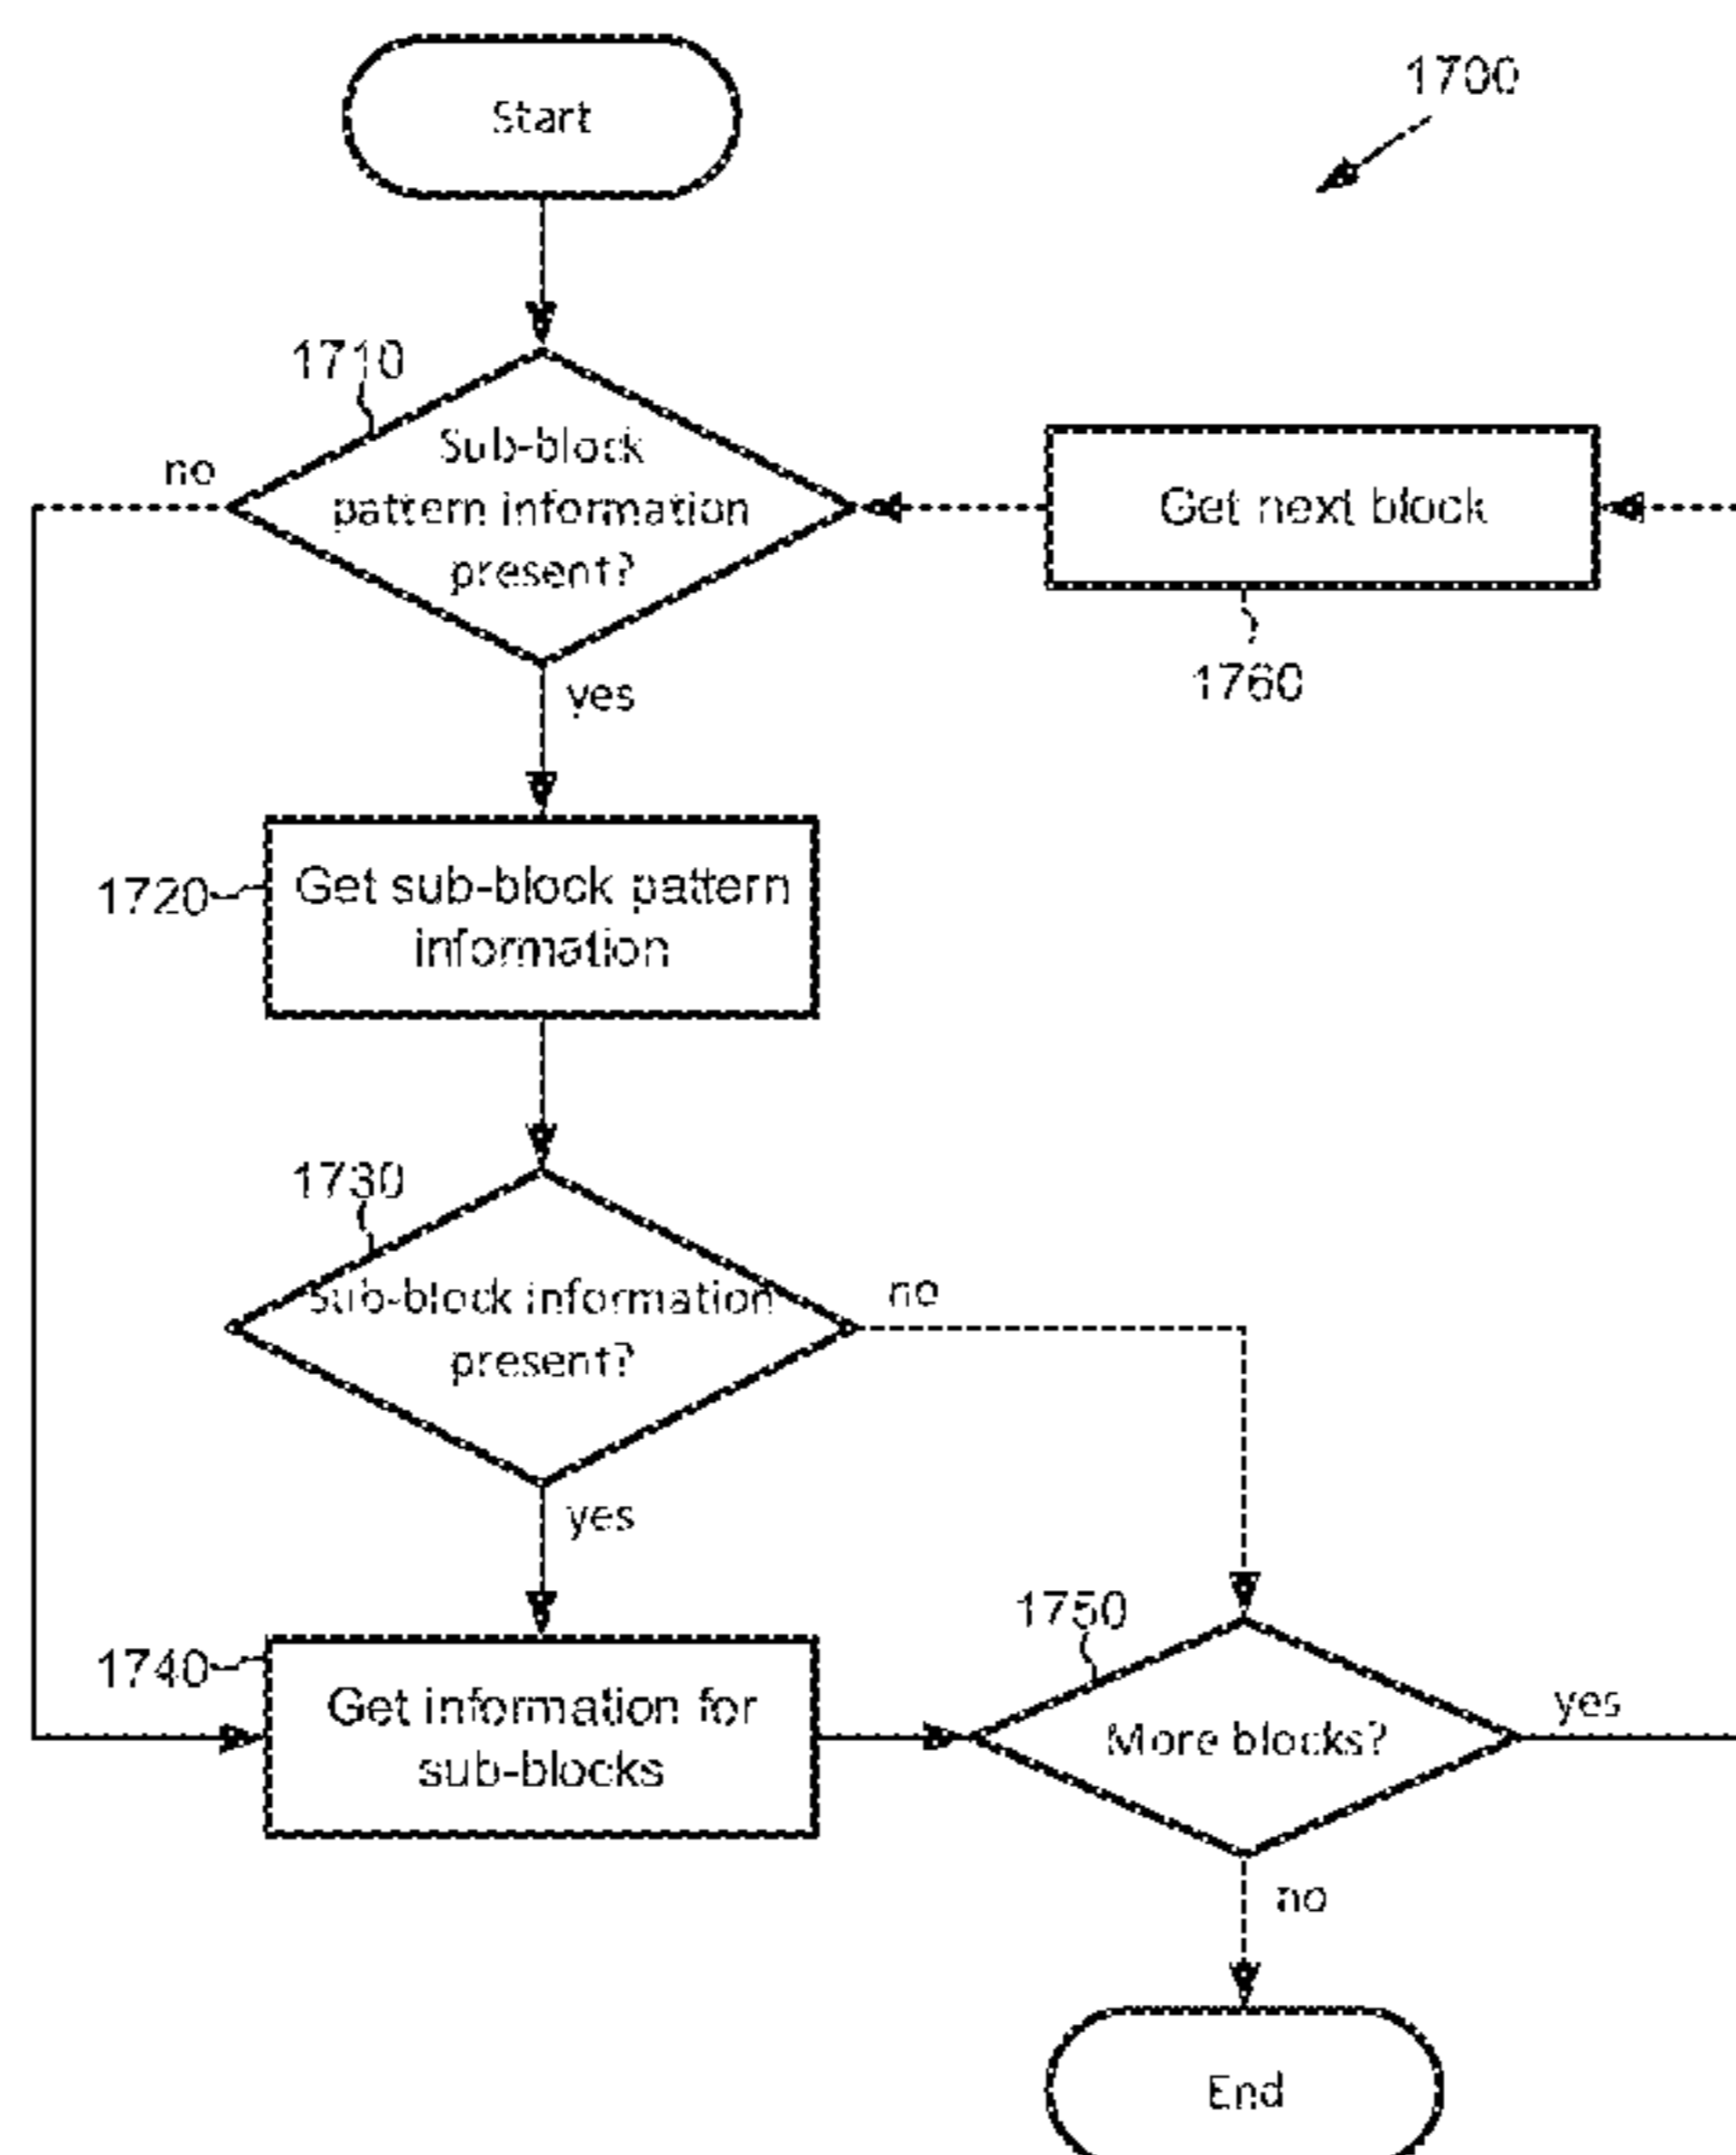 Start
1700
1710
Sub-block
pattern information
present?
no
yes
Get next block
1760
1720
Get sub-block pattern
information
1730
Sub-block information
present?
no
yes
1740
Get information for
sub-blocks
1750
More blocks?
yes
no
End